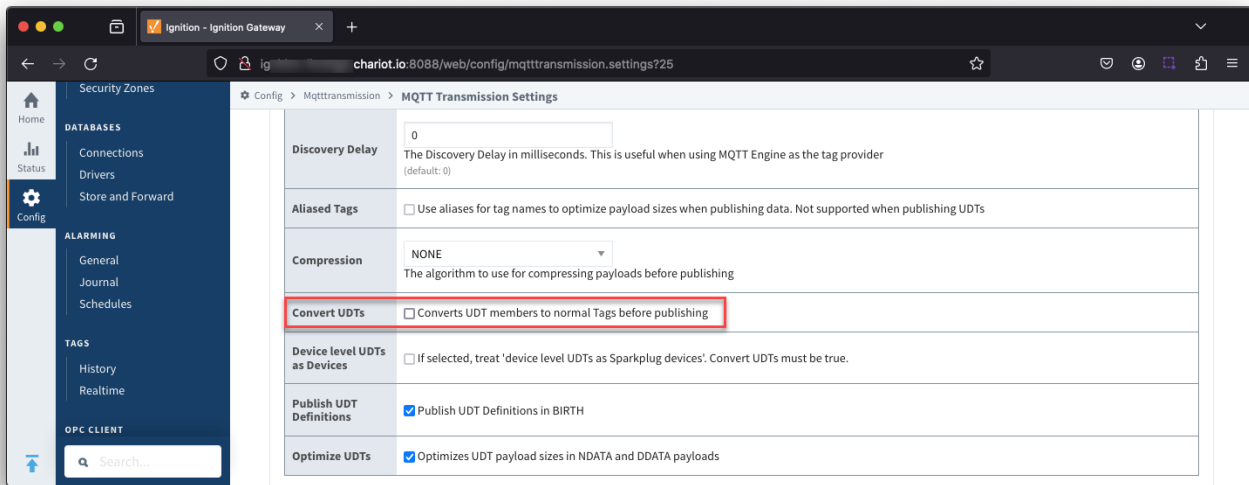 Ignition - Ignition Gateway
chariot.io:8088/web/config/mqtttransmission.settings?25
Home
Status
Config
Security Zones
DATABASES
Connections
Drivers
Store and Forward
ALARMING
General
Journal
Schedules
TAGS
History
Realtime
OPC CLIENT
Search...
Config > Mqtttransmission > MQTT Transmission Settings
Discovery Delay
0
The Discovery Delay in milliseconds. This is useful when using MQTT Engine as the tag provider
(default: 0)
Aliased Tags
Use aliases for tag names to optimize payload sizes when publishing data. Not supported when publishing UDTs
Compression
NONE
The algorithm to use for compressing payloads before publishing
Convert UDTs
Converts UDT members to normal Tags before publishing
Device level UDTs
as Devices
If selected, treat 'device level UDTs as Sparkplug devices'. Convert UDTs must be true.
Publish UDT
Definitions
Publish UDT Definitions in BIRTH
Optimize UDTs
Optimizes UDT payload sizes in NDATA and DDATA payloads